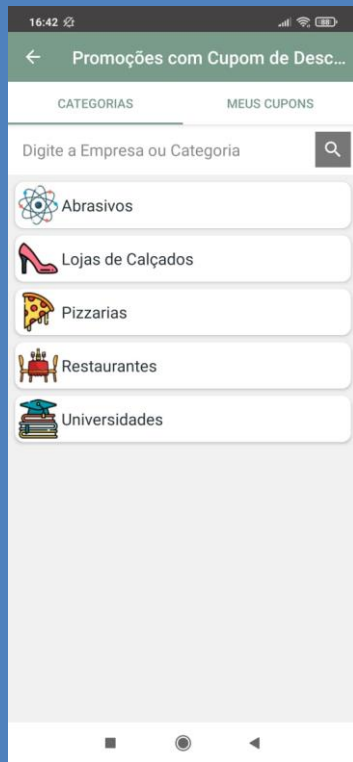 16:42
88
Promoções com Cupom de Desc...
CATEGORIAS
MEUS CUPONS
Digite a Empresa ou Categoria
Abrasivos
Lojas de Calçados
Pizzarias
Restaurantes
Universidades